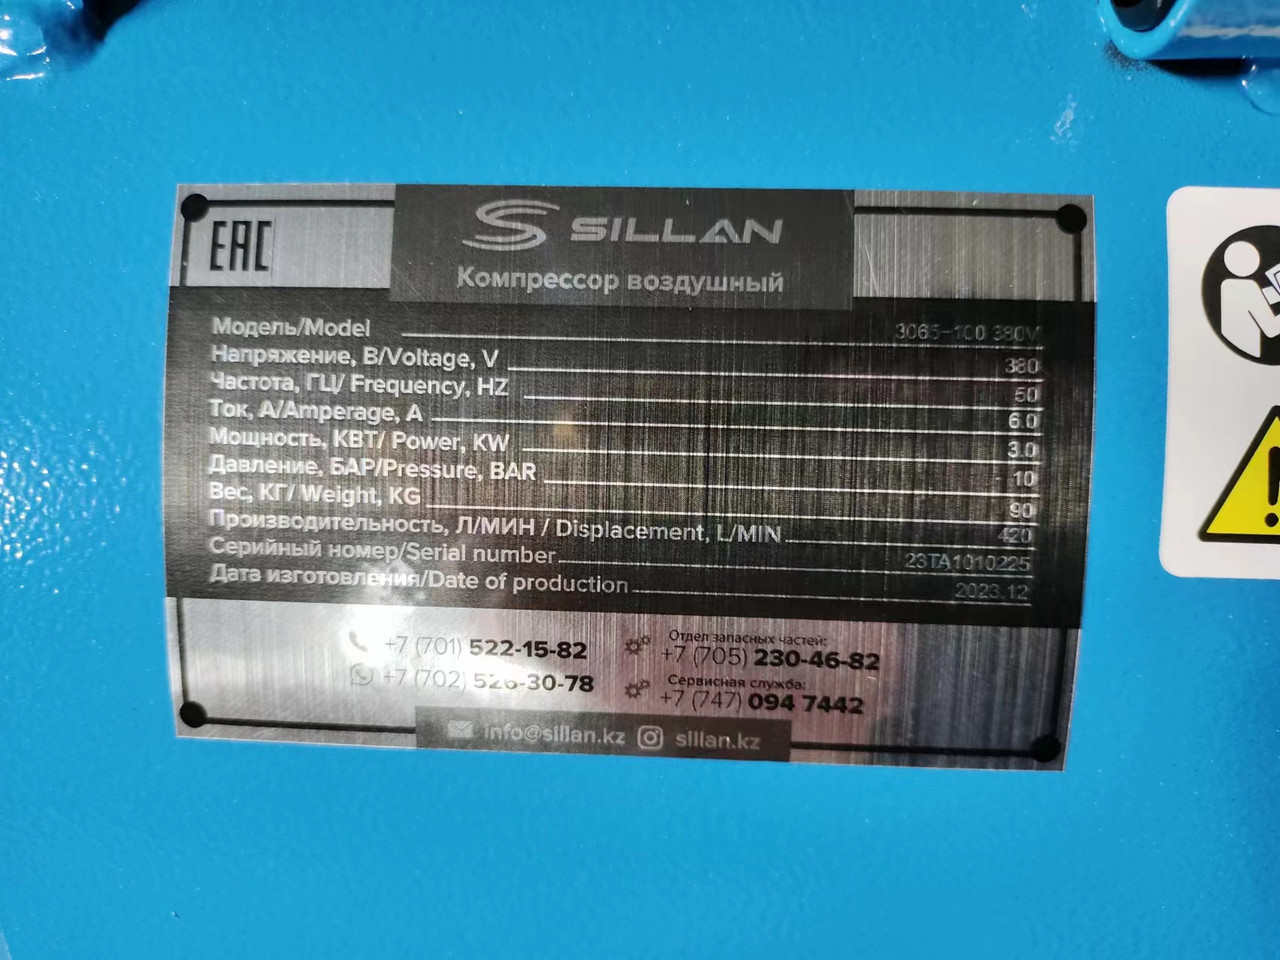 EAC
SILLAN
Компрессор воздушный
Модель/Model 3065-100 380V
Напряжение, В/Voltage, V 380
Частота, ГЦ/ Frequency, HZ 50
Ток, А/Amperage, A 6.0
Мощность, КВТ/ Power, KW 3.0
Давление, БАР/Pressure, BAR 10
Вес, КГ/ Weight, KG 90
Производительность, Л/МИН / Displacement, L/MIN 420
Серийный номер/Serial number 23TA1010225
Дата изготовления/Date of production 2023.12
+7 (701) 522-15-82
+7 (702) 526-30-78
Отдел запасных частей:
+7 (705) 230-46-82
Сервисная служба:
+7 (747) 094 7442
info@sillan.kz sillan.kz